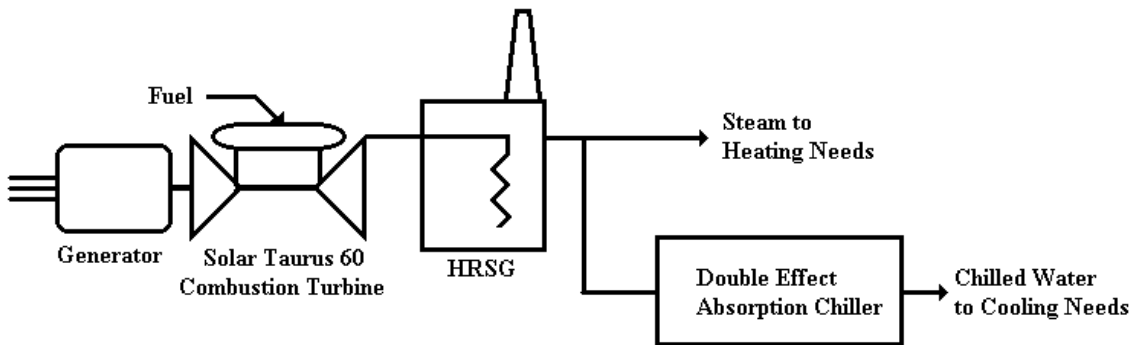 Fuel
Generator
Solar Taurus 60
Combustion Turbine
HRSG
Steam to
Heating Needs
Double Effect
Absorption Chiller
Chilled Water
to Cooling Needs